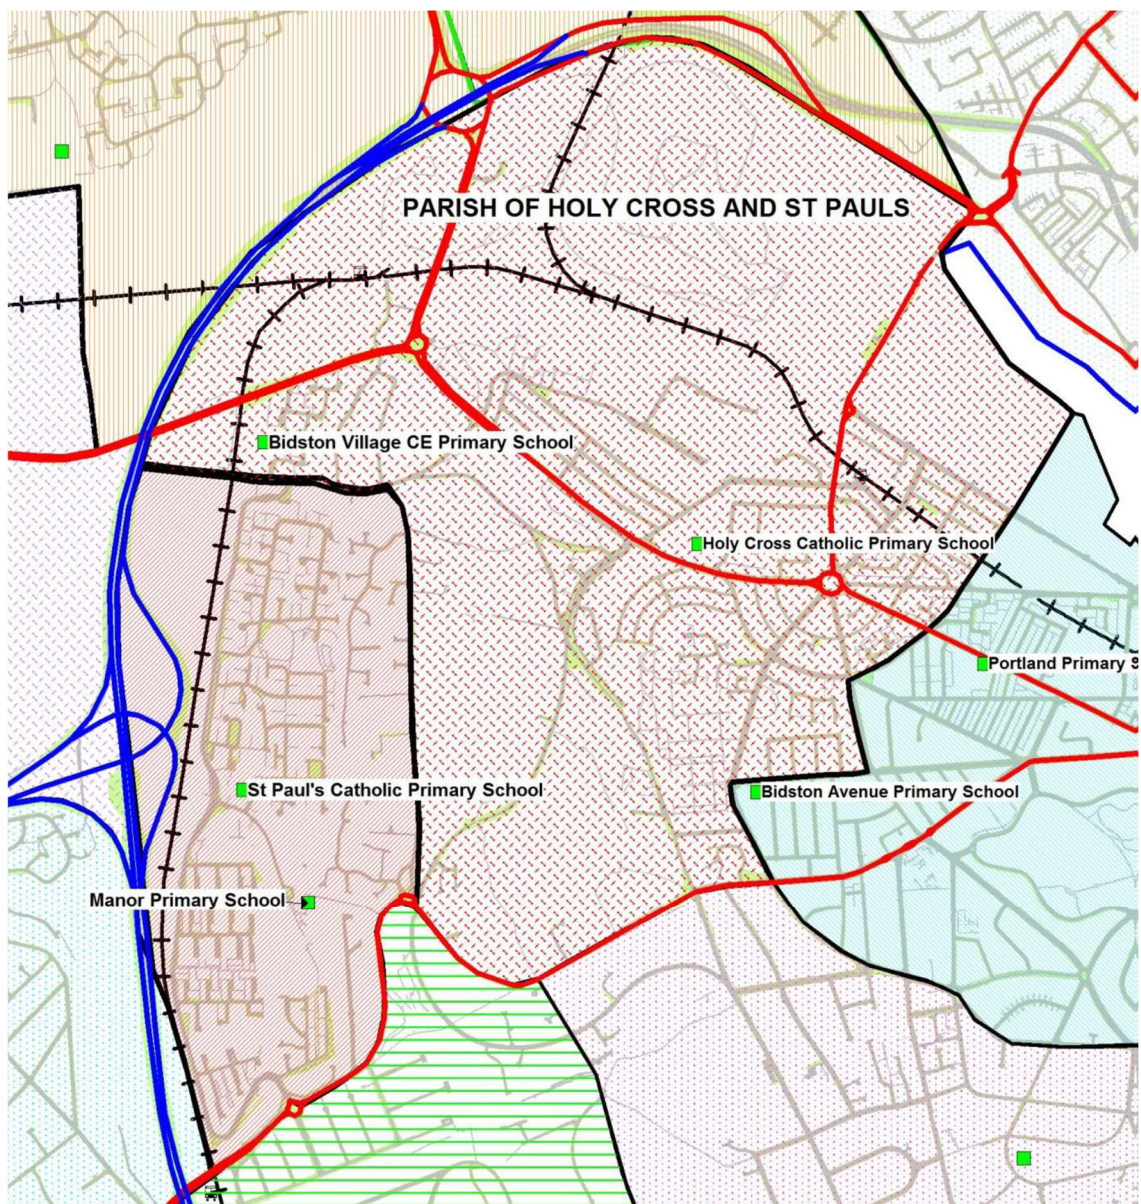 PARISH OF HOLY CROSS AND ST PAULS
Bidston Village CE Primary School
Holy Cross Catholic Primary School
Portland Primary S
St Paul's Catholic Primary School
Bidston Avenue Primary School
Manor Primary School